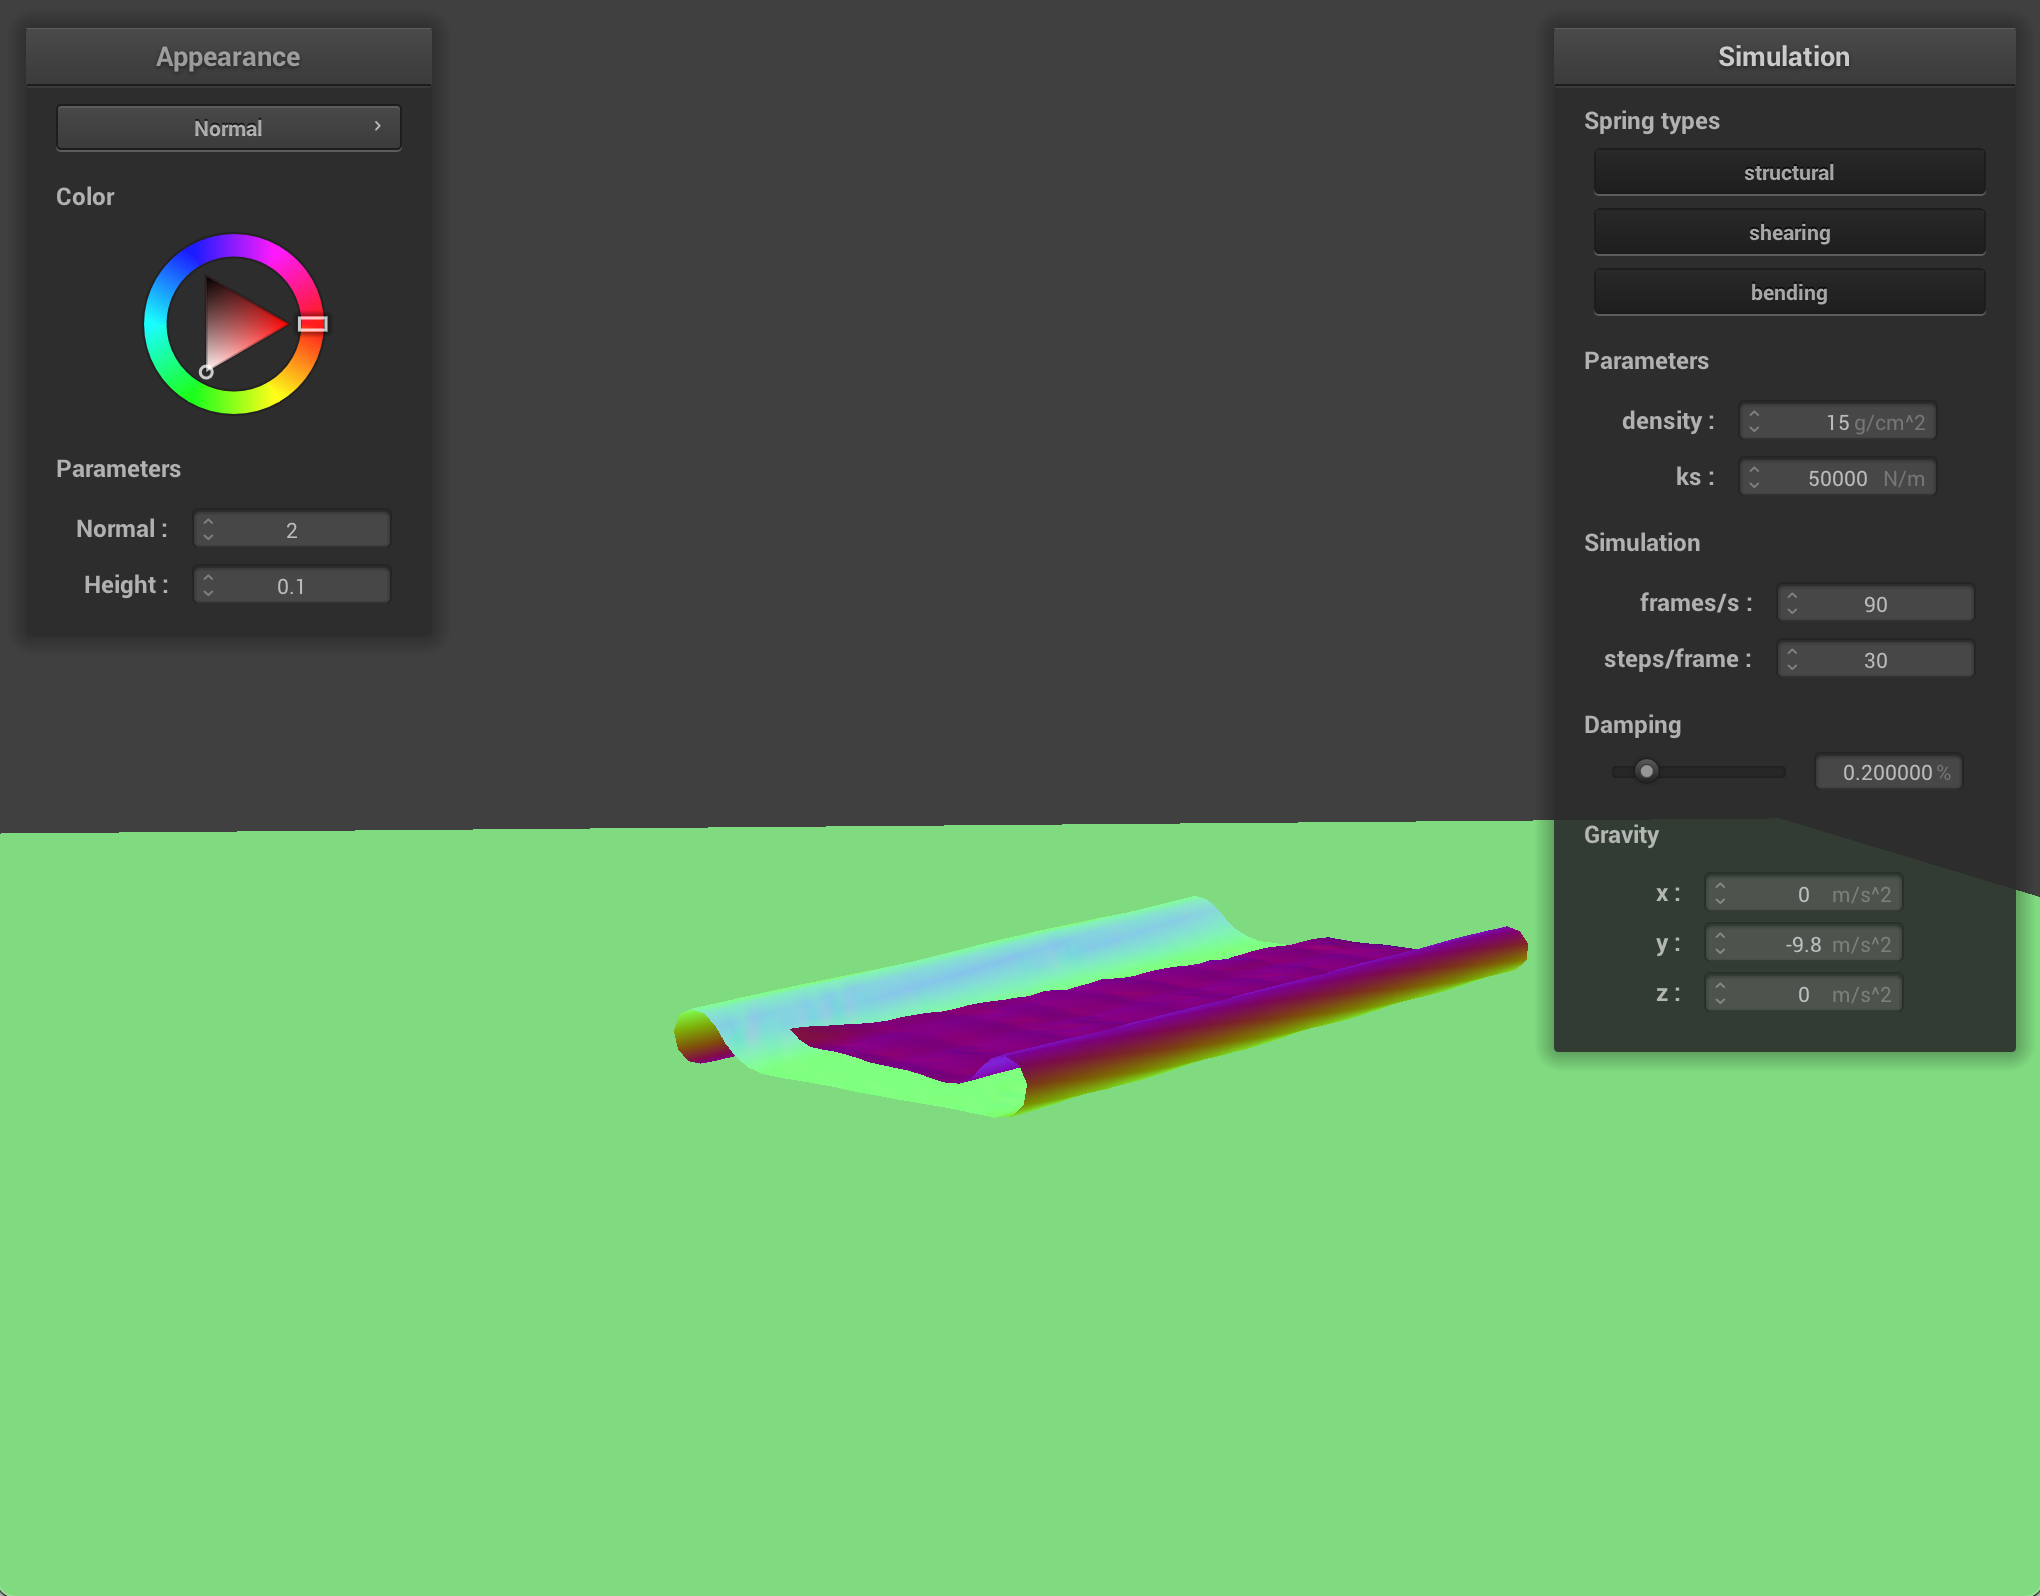 Appearance
Normal
Color
Parameters
Normal : 2
Height : 0.1
Simulation
Spring types
structural
shearing
bending
Parameters
density : 15 g/cm^2
ks : 50000 N/m
Simulation
frames/s : 90
steps/frame : 30
Damping
0.200000 %
Gravity
x : 0 m/s^2
y : -9.8 m/s^2
z : 0 m/s^2